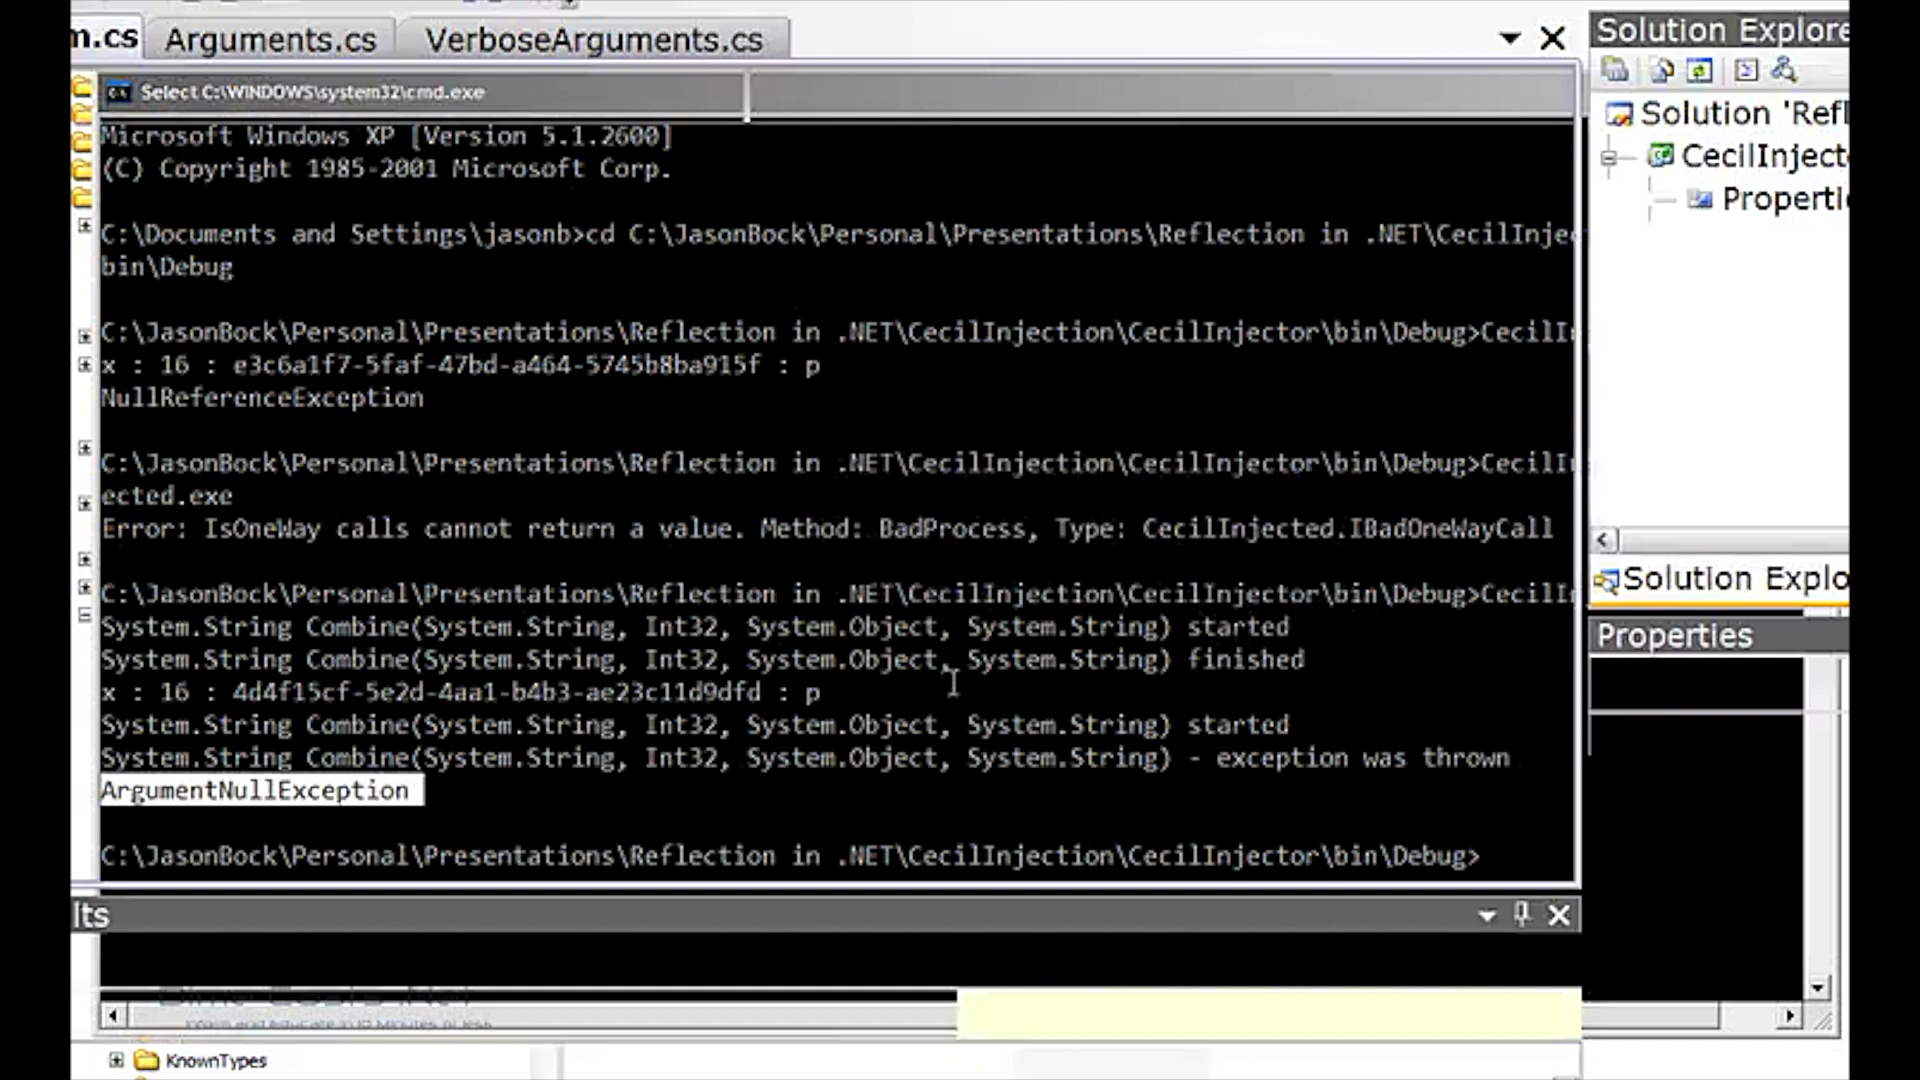 m.cs Arguments.cs VerboseArguments.cs
Solution Explore
Select C:\WINDOWS\system32\cmd.exe
Microsoft Windows XP [Version 5.1.2600]
(C) Copyright 1985-2001 Microsoft Corp.
C:\Documents and Settings\jasonb>cd C:\JasonBock\Personal\Presentations\Reflection in .NET\CecilInjec
bin\Debug
C:\JasonBock\Personal\Presentations\Reflection in .NET\CecilInjection\CecilInjector\bin\Debug>CecilI
x : 16 : e3c6a1f7-5faf-47bd-a464-5745b8ba915f : p
NullReferenceException
C:\JasonBock\Personal\Presentations\Reflection in .NET\CecilInjection\CecilInjector\bin\Debug>CecilI
ected.exe
Error: IsOneWay calls cannot return a value. Method: BadProcess, Type: CecilInjected.IBadOneWayCall
C:\JasonBock\Personal\Presentations\Reflection in .NET\CecilInjection\CecilInjector\bin\Debug>CecilI
System.String Combine(System.String, Int32, System.Object, System.String) started
System.String Combine(System.String, Int32, System.Object, System.String) finished
x : 16 : 4d4f15cf-5e2d-4aa1-b4b3-ae23c11d9dfd : p
System.String Combine(System.String, Int32, System.Object, System.String) started
System.String Combine(System.String, Int32, System.Object, System.String) - exception was thrown
ArgumentNullException
C:\JasonBock\Personal\Presentations\Reflection in .NET\CecilInjection\CecilInjector\bin\Debug>
Solution 'Refl
CecilInject
Properti
Solution Explo
Properties
lts
KnownTypes